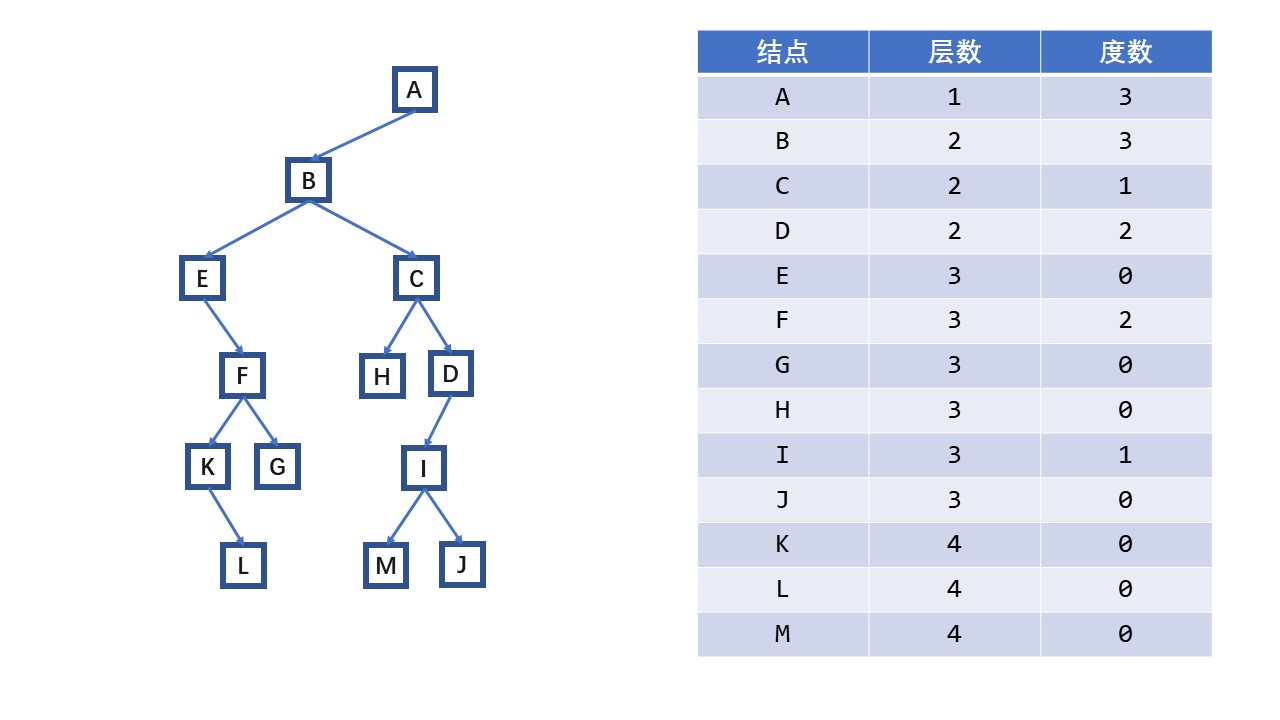 A
B
E
C
F
H
D
K
G
I
L
M
J
结点 层数 度数
A 1 3
B 2 3
C 2 1
D 2 2
E 3 0
F 3 2
G 3 0
H 3 0
I 3 1
J 3 0
K 4 0
L 4 0
M 4 0